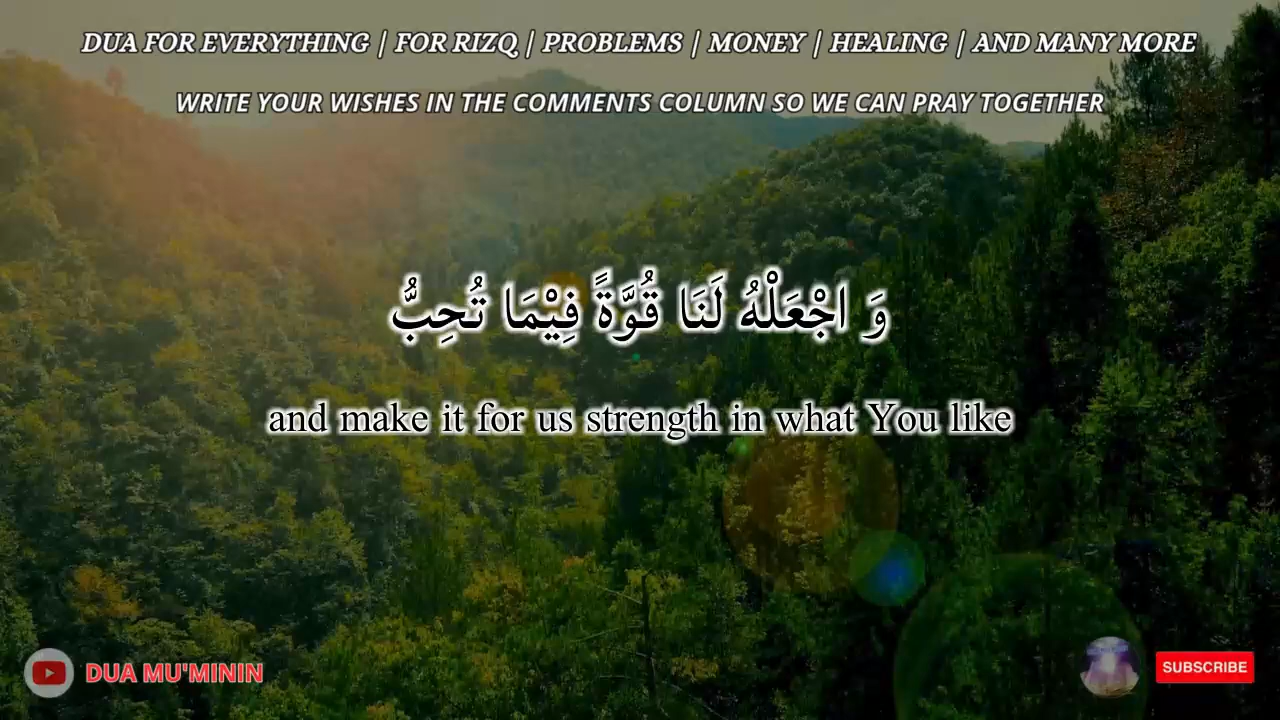 DUA FOR EVERYTHING | FOR RIZQ | PROBLEMS | MONEY | HEALING | AND MANY MORE
WRITE YOUR WISHES IN THE COMMENTS COLUMN SO WE CAN PRAY TOGETHER
وَ اجْعَلْهُ لَنَا قُوَّةً فِيْمَا تُحِبُّ
and make it for us strength in what You like
DUA MU'MININ
SUBSCRIBE